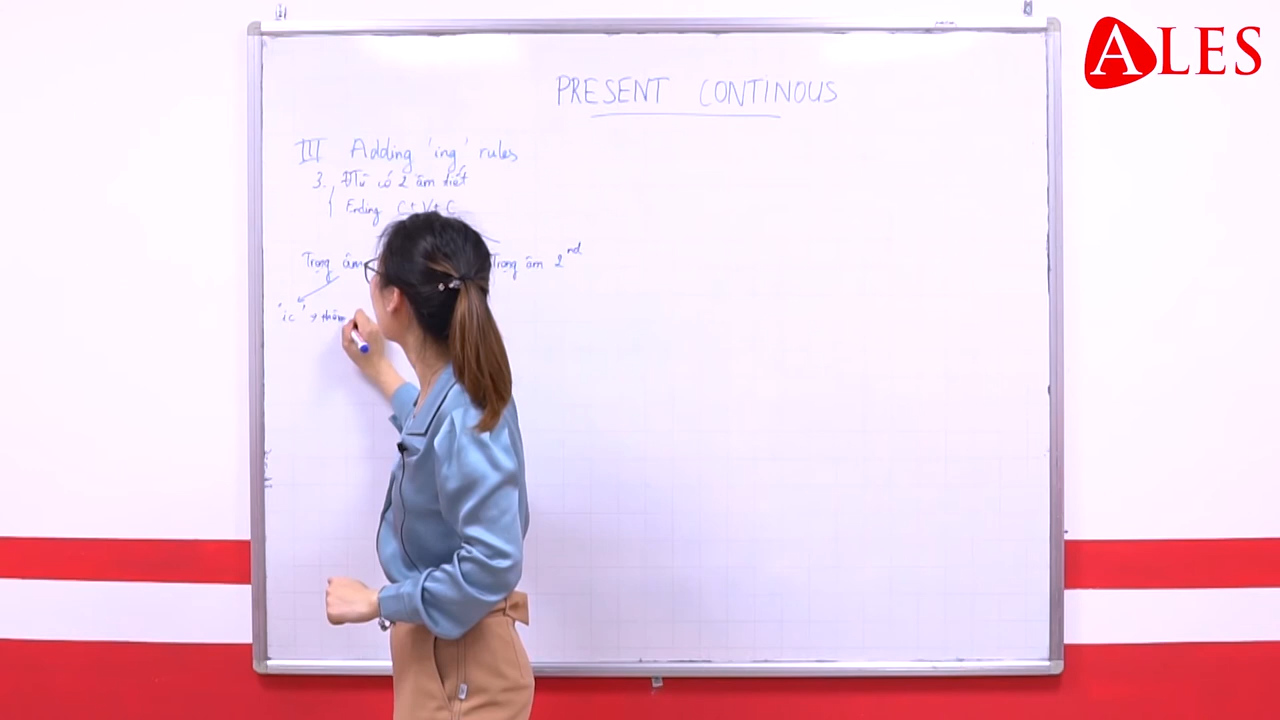 ALES
PRESENT CONTINOUS
III Adding 'ing' rules
3. ĐTừ có 2 âm tiết
Ending C+ V+ C
Trọng âm
Trọng âm 2nd
'ic' → thêm